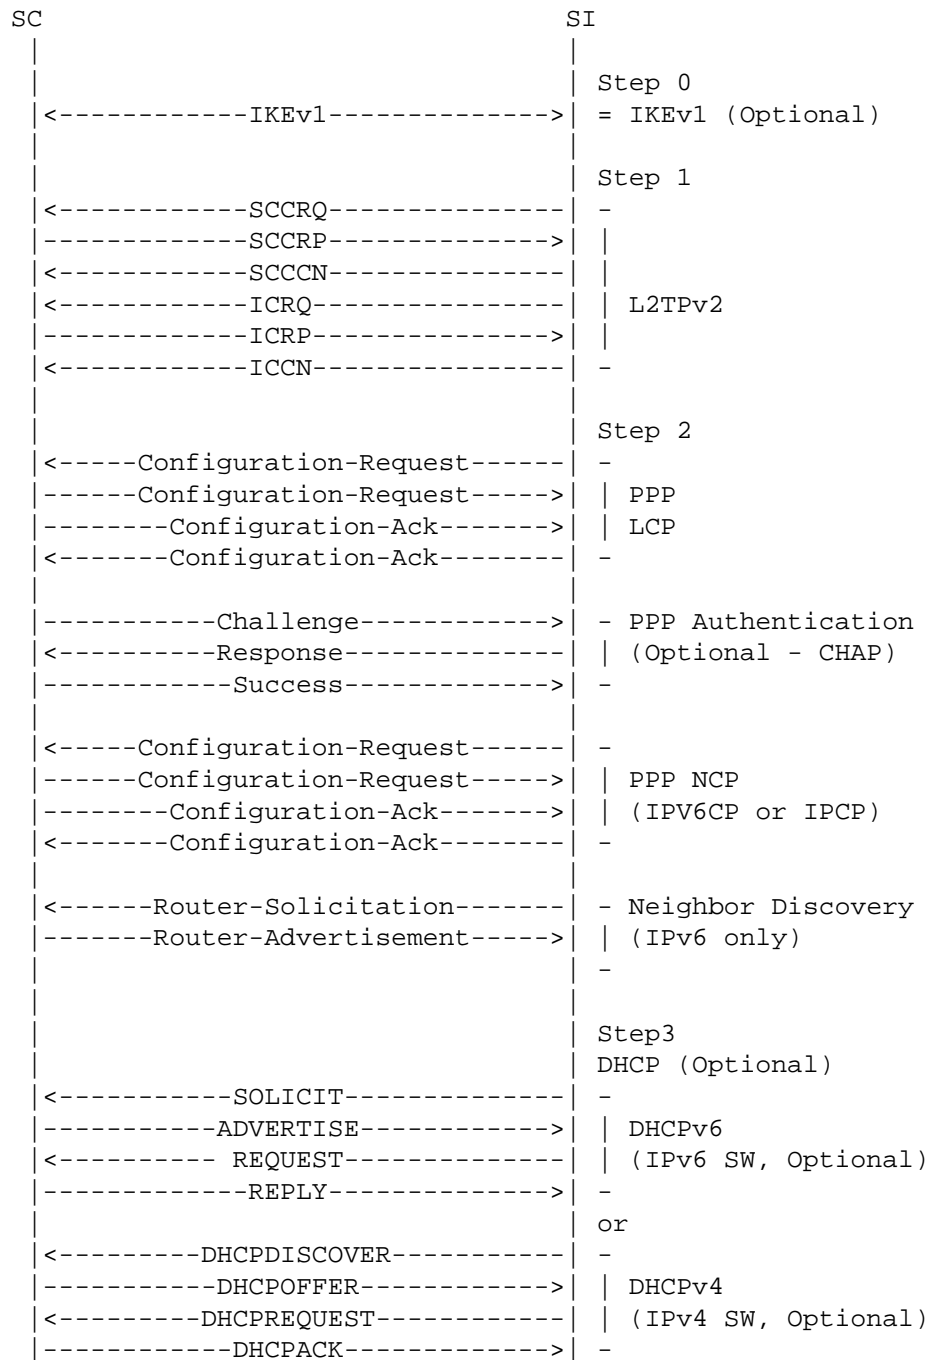 SC                                  SI
 |                                  |
 |                                  | Step 0
 |<------------IKEv1-------------->| = IKEv1 (Optional)
 |                                  |
 |                                  | Step 1
 |<------------SCCRQ---------------| -
 |-------------SCCRP-------------->| |
 |<------------SCCCN---------------| |
 |<------------ICRQ----------------| | L2TPv2
 |-------------ICRP--------------->| |
 |<------------ICCN----------------| -
 |                                  |
 |                                  | Step 2
 |<-----Configuration-Request------| -
 |------Configuration-Request----->| | PPP
 |--------Configuration-Ack------->| | LCP
 |<-------Configuration-Ack--------| -
 |                                  |
 |-----------Challenge------------>| - PPP Authentication
 |<----------Response--------------| | (Optional - CHAP)
 |------------Success------------->| -
 |                                  |
 |<-----Configuration-Request------| -
 |------Configuration-Request----->| | PPP NCP
 |--------Configuration-Ack------->| | (IPV6CP or IPCP)
 |<-------Configuration-Ack--------| -
 |                                  |
 |<------Router-Solicitation-------| - Neighbor Discovery
 |-------Router-Advertisement----->| | (IPv6 only)
 |                                  | -
 |                                  |
 |                                  | Step3
 |                                  | DHCP (Optional)
 |<-----------SOLICIT--------------| -
 |-----------ADVERTISE------------>| | DHCPv6
 |<---------- REQUEST--------------| | (IPv6 SW, Optional)
 |-------------REPLY-------------->| -
 |                                  | or
 |<---------DHCPDISCOVER-----------| -
 |-----------DHCPOFFER------------>| | DHCPv4
 |<---------DHCPREQUEST------------| | (IPv4 SW, Optional)
 |------------DHCPACK------------->| -